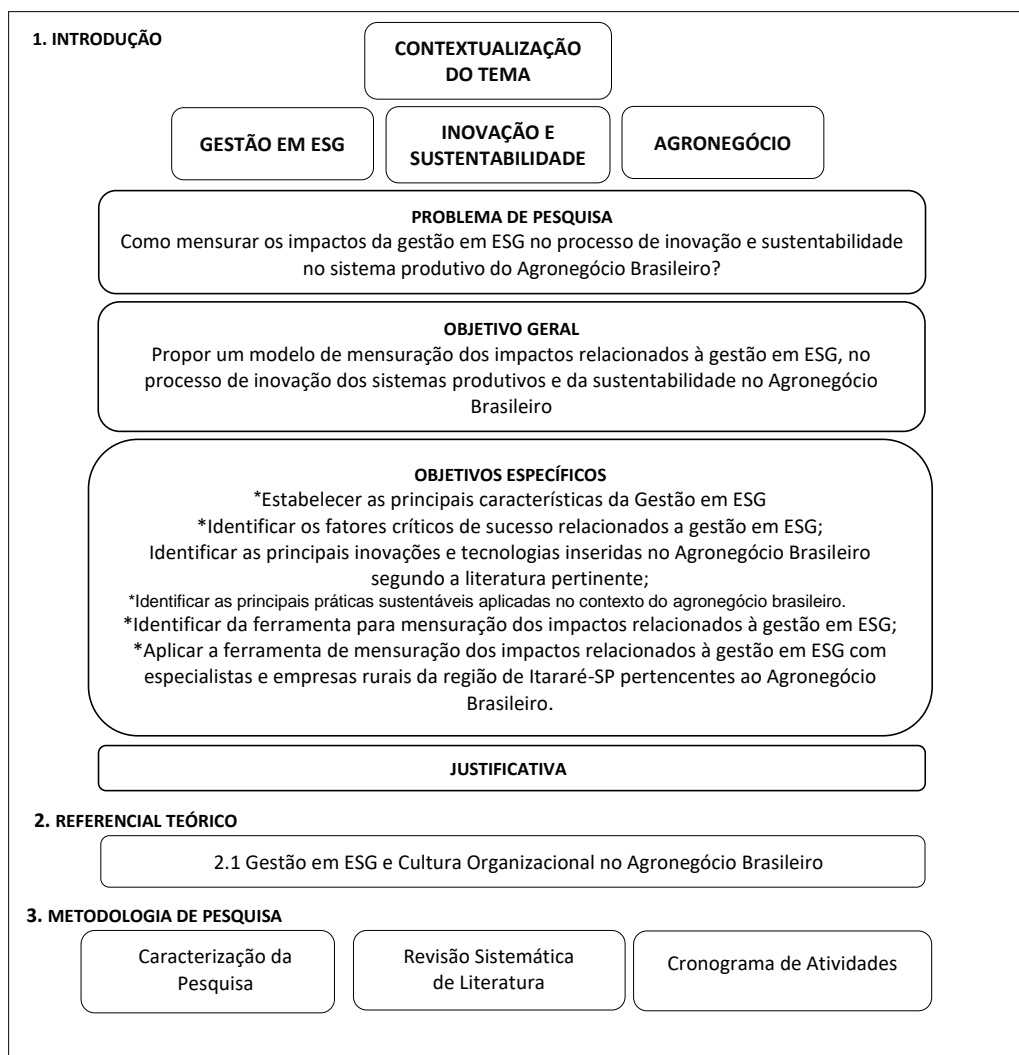 1. INTRODUÇÃO
CONTEXTUALIZAÇÃO
DO TEMA
GESTÃO EM ESG
INOVAÇÃO E
SUSTENTABILIDADE
AGRONEGÓCIO
PROBLEMA DE PESQUISA
Como mensurar os impactos da gestão em ESG no processo de inovação e sustentabilidade
no sistema produtivo do Agronegócio Brasileiro?
OBJETIVO GERAL
Propor um modelo de mensuração dos impactos relacionados à gestão em ESG, no
processo de inovação dos sistemas produtivos e da sustentabilidade no Agronegócio
Brasileiro
OBJETIVOS ESPECÍFICOS
*Estabelecer as principais características da Gestão em ESG
*Identificar os fatores críticos de sucesso relacionados a gestão em ESG;
Identificar as principais inovações e tecnologias inseridas no Agronegócio Brasileiro
segundo a literatura pertinente;
*Identificar as principais práticas sustentáveis aplicadas no contexto do agronegócio brasileiro.
*Identificar da ferramenta para mensuração dos impactos relacionados à gestão em ESG;
*Aplicar a ferramenta de mensuração dos impactos relacionados à gestão em ESG com
especialistas e empresas rurais da região de Itararé-SP pertencentes ao Agronegócio
Brasileiro.
JUSTIFICATIVA
2. REFERENCIAL TEÓRICO
2.1 Gestão em ESG e Cultura Organizacional no Agronegócio Brasileiro
3. METODOLOGIA DE PESQUISA
Caracterização da
Pesquisa
Revisão Sistemática
de Literatura
Cronograma de Atividades